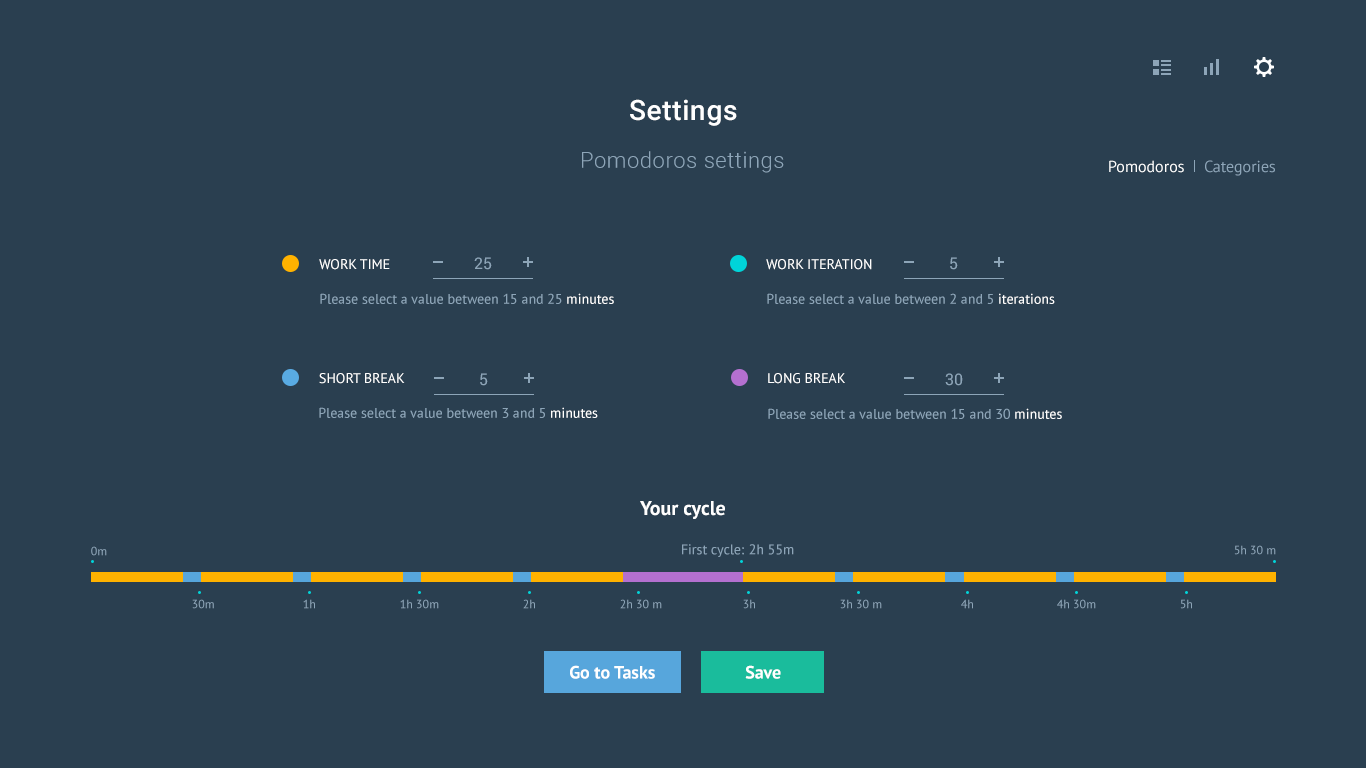 Settings
Pomodoros settings
Pomodoros | Categories
WORK TIME − 25 +
Please select a value between 15 and 25 minutes
WORK ITERATION − 5 +
Please select a value between 2 and 5 iterations
SHORT BREAK − 5 +
Please select a value between 3 and 5 minutes
LONG BREAK − 30 +
Please select a value between 15 and 30 minutes
Your cycle
0m First cycle: 2h 55m 5h 30 m
30m 1h 1h 30m 2h 2h 30 m 3h 3h 30 m 4h 4h 30m 5h
Go to Tasks Save